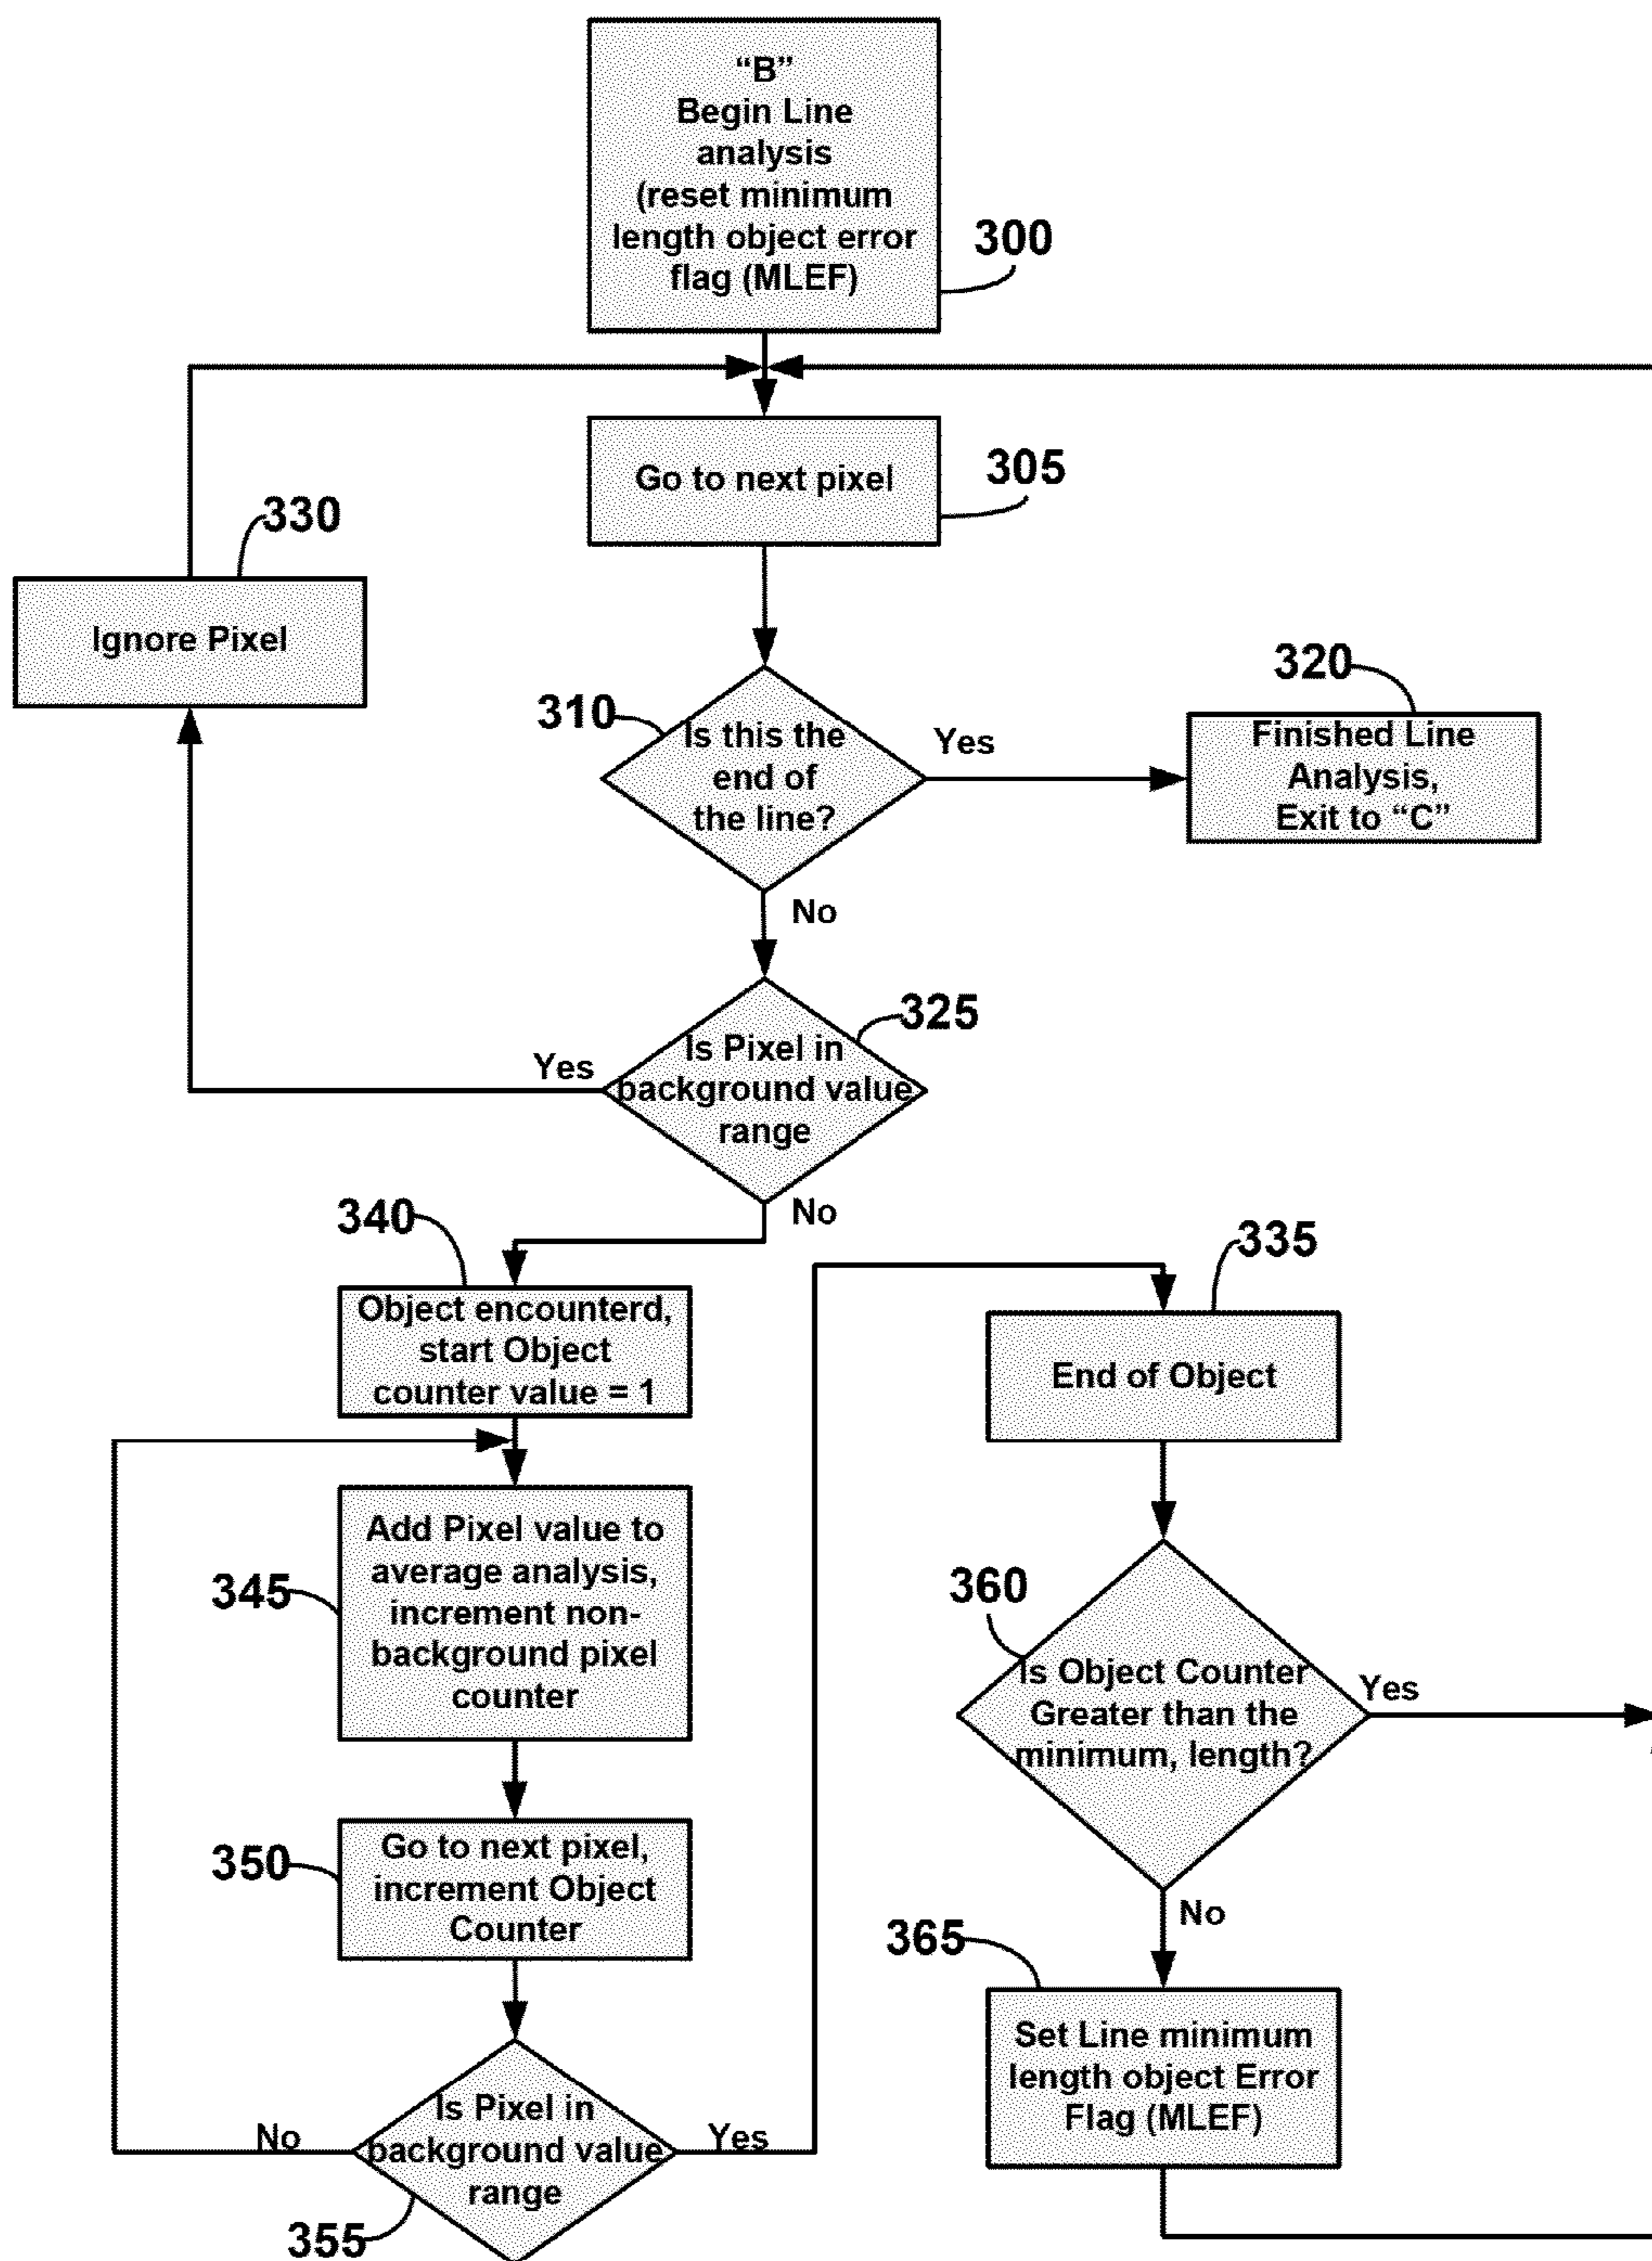 “B”
Begin Line
analysis
(reset minimum
length object error
flag (MLEF)
300
Go to next pixel
305
330
Ignore Pixel
310
Is this the
end of
the line?
Yes
320
Finished Line
Analysis,
Exit to “C”
No
325
Is Pixel in
background value
range
Yes
No
340
Object encounterd,
start Object
counter value = 1
335
End of Object
345
Add Pixel value to
average analysis,
increment non-
background pixel
counter
360
Is Object Counter
Greater than the
minimum, length?
Yes
350
Go to next pixel,
increment Object
Counter
No
365
Set Line minimum
length object Error
Flag (MLEF)
Is Pixel in
background value
range
No
Yes
355